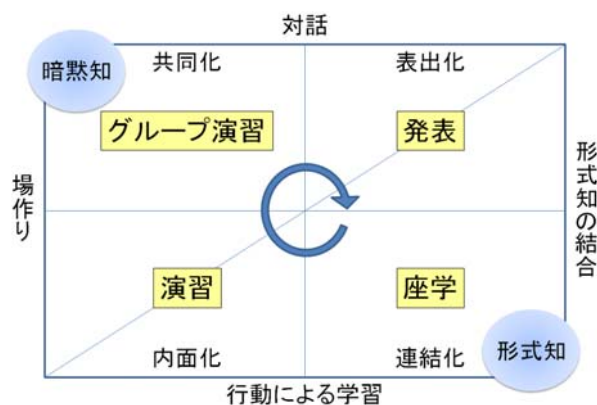 対話
暗黙知
共同化
表出化
グループ演習
発表
場作り
形式知の結合
演習
座学
内面化
連結化
形式知
行動による学習